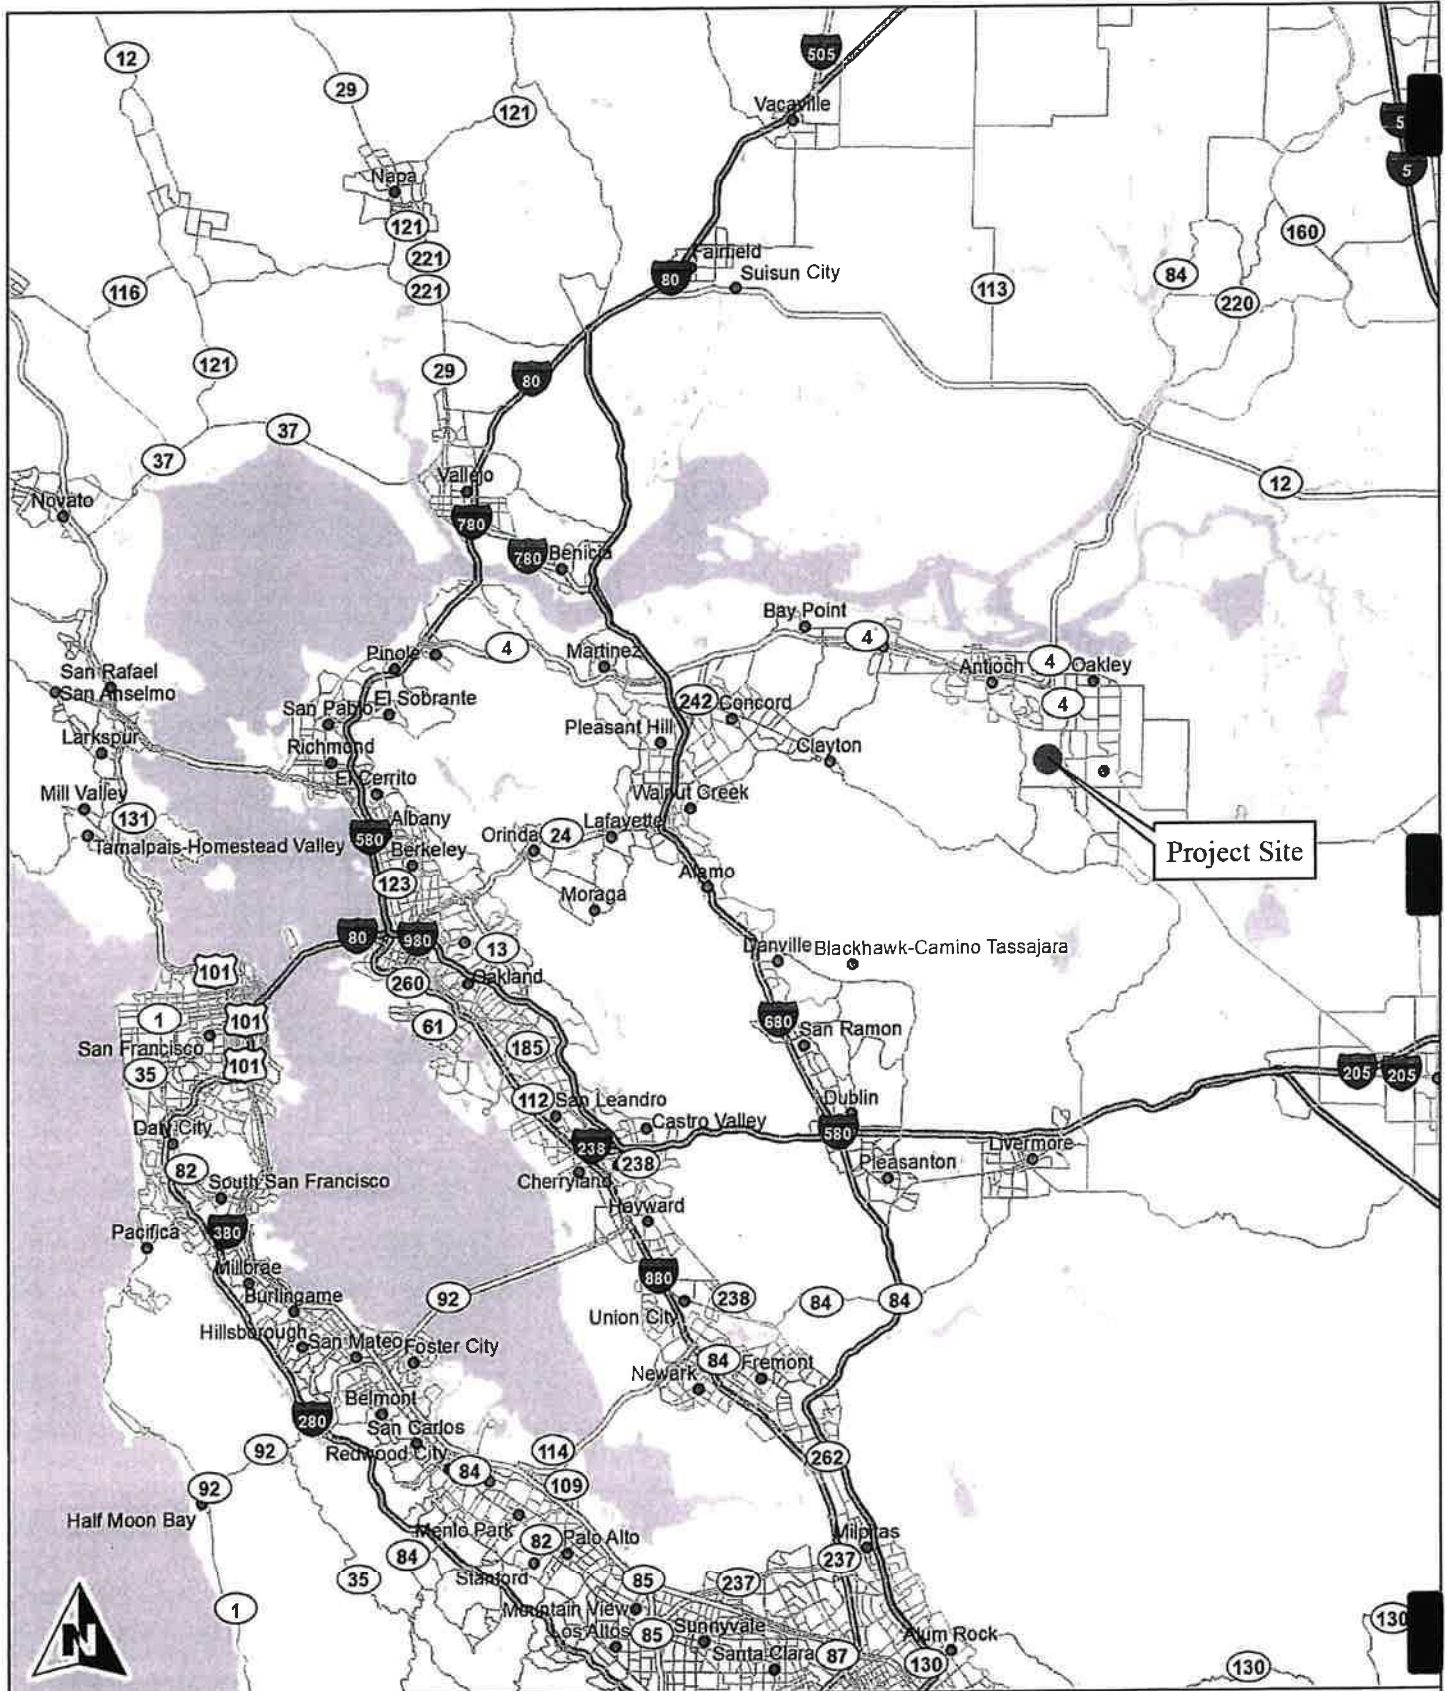 505
12
29
121
Vacaville
5
5
Napa
121
160
221
Fairfield
80
Suisun City
84
116
221
113
220
121
29
80
37
37
12
Vallejo
Novato
780
780
Benicia
Bay Point
4
4
Pinole
Martinez
Antioch
4
Oakley
San Rafael
San Anselmo
El Sobrante
242
Concord
4
San Pablo
Pleasant Hill
Larkspur
Richmond
Clayton
El Cerrito
Mill Valley
Walnut Creek
131
Albany
580
Orinda
24
Lafayette
Tamalpais-Homestead Valley
Berkeley
Project Site
123
Alamo
Moraga
80
980
13
Danville
Blackhawk-Camino Tassajara
101
260
Oakland
1
101
61
680
San Ramon
San Francisco
185
101
35
205
205
112
San Leandro
Dublin
Daly City
Castro Valley
580
238
Livermore
82
238
Pleasanton
South San Francisco
Cherryland
Hayward
Pacifica
380
Millbrae
880
Burlingame
92
238
84
84
Union City
Hillsborough
San Mateo
Foster City
84
Fremont
Newark
Belmont
280
San Carlos
92
Redwood City
114
262
84
92
109
Half Moon Bay
Menlo Park
82
Palo Alto
Milpitas
84
237
35
Stanford
85
237
1
Mountain View
130
N
Los Altos
85
Sunnyvale
Alum Rock
Santa Clara
87
130
130